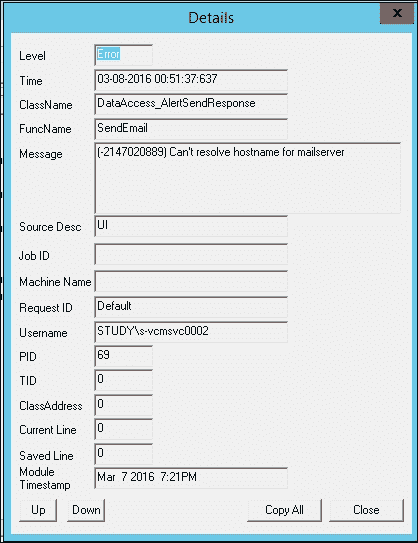 Details
x
Level Error
Time 03-08-2016 00:51:37:637
ClassName DataAccess_AlertSendResponse
FuncName SendEmail
Message (-2147020889) Can't resolve hostname for mailserver
Source Desc UI
Job ID
Machine Name
Request ID Default
Username STUDY\s-vcmsvc0002
PID 69
TID 0
ClassAddress 0
Current Line 0
Saved Line 0
Module
Timestamp Mar 7 2016 7:21PM
Up Down Copy All Close